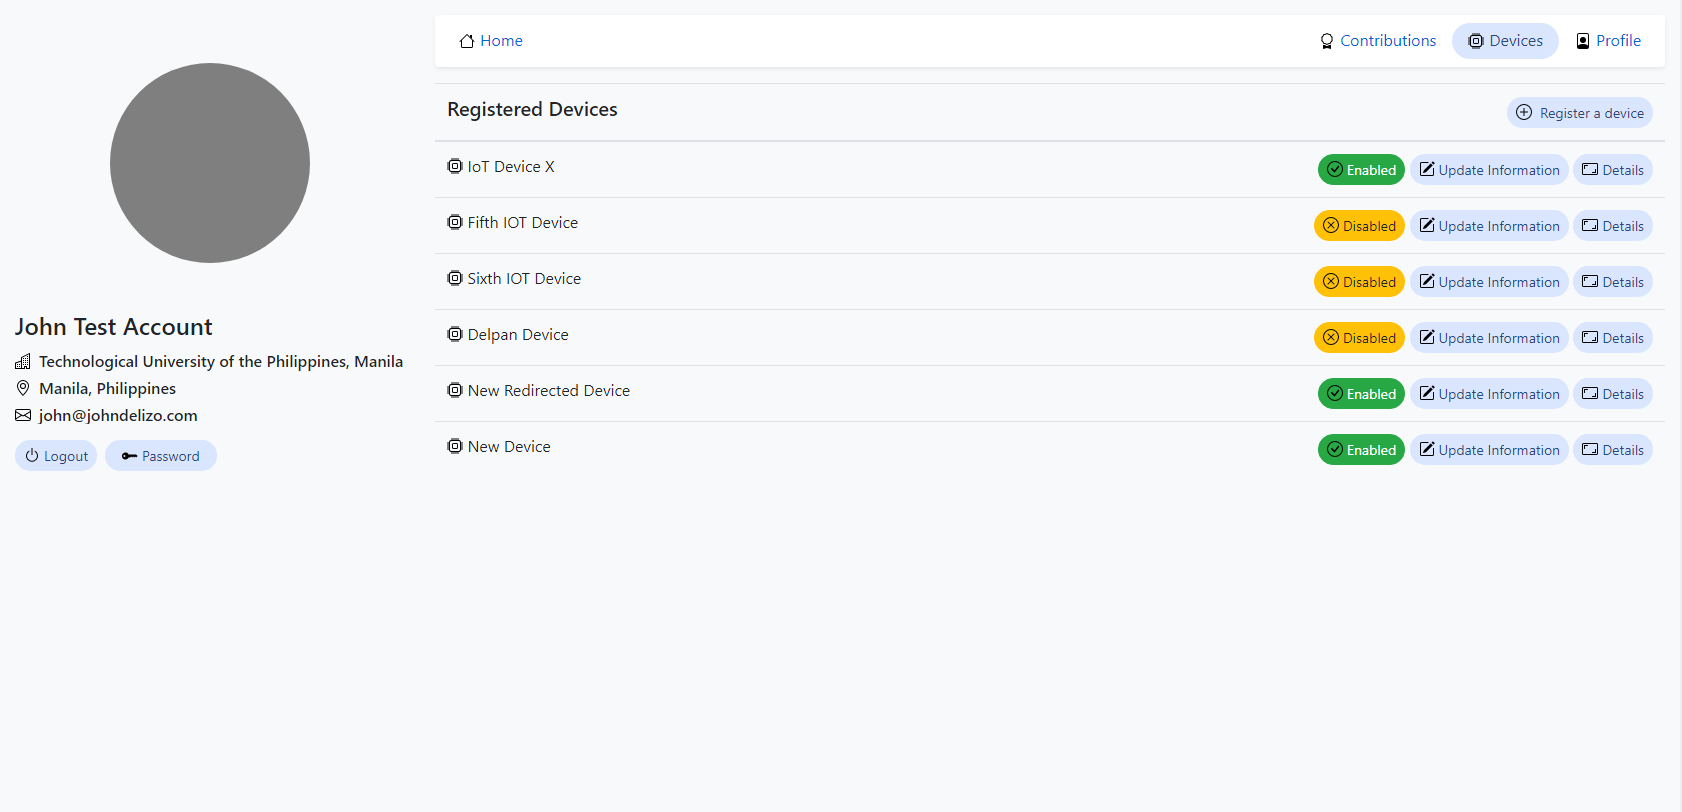 Home
Contributions
Devices
Profile
John Test Account
Technological University of the Philippines, Manila
Manila, Philippines
john@johndelizo.com
Logout
Password
Registered Devices
Register a device
IoT Device X
Enabled
Update Information
Details
Fifth IOT Device
Disabled
Update Information
Details
Sixth IOT Device
Disabled
Update Information
Details
Delpan Device
Disabled
Update Information
Details
New Redirected Device
Enabled
Update Information
Details
New Device
Enabled
Update Information
Details